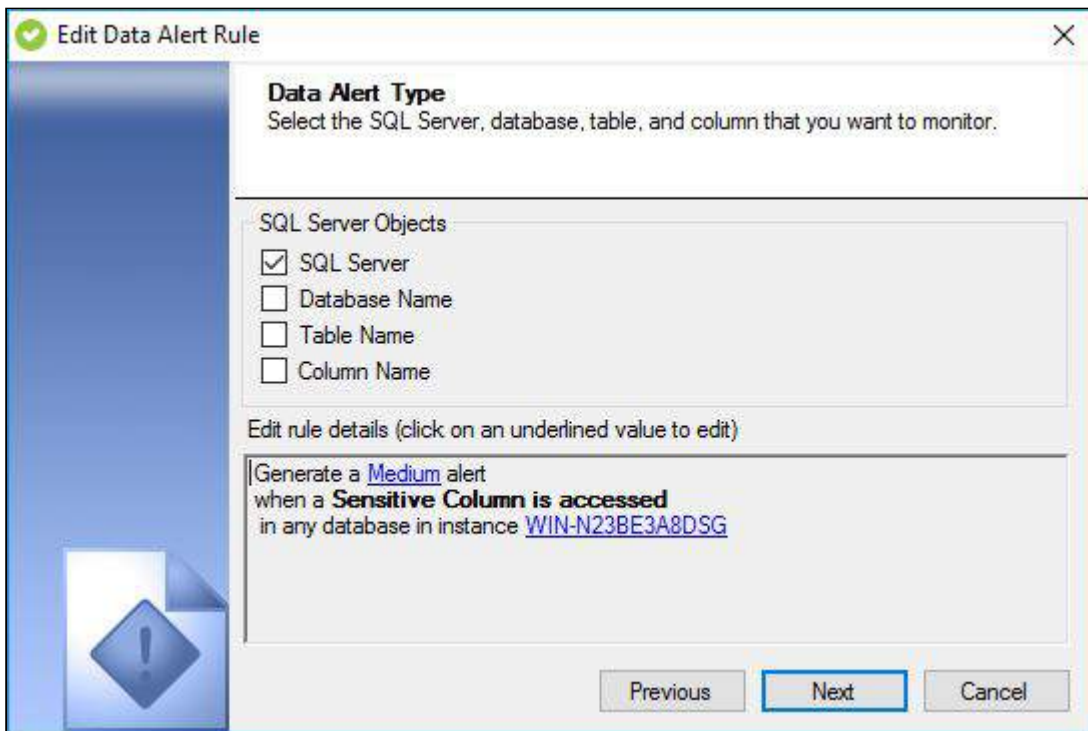 Edit Data Alert Rule
Data Alert Type
Select the SQL Server, database, table, and column that you want to monitor.
SQL Server Objects
SQL Server
Database Name
Table Name
Column Name
Edit rule details (click on an underlined value to edit)
Generate a Medium alert
when a Sensitive Column is accessed
in any database in instance WIN-N23BE3A8DSG
Previous Next Cancel